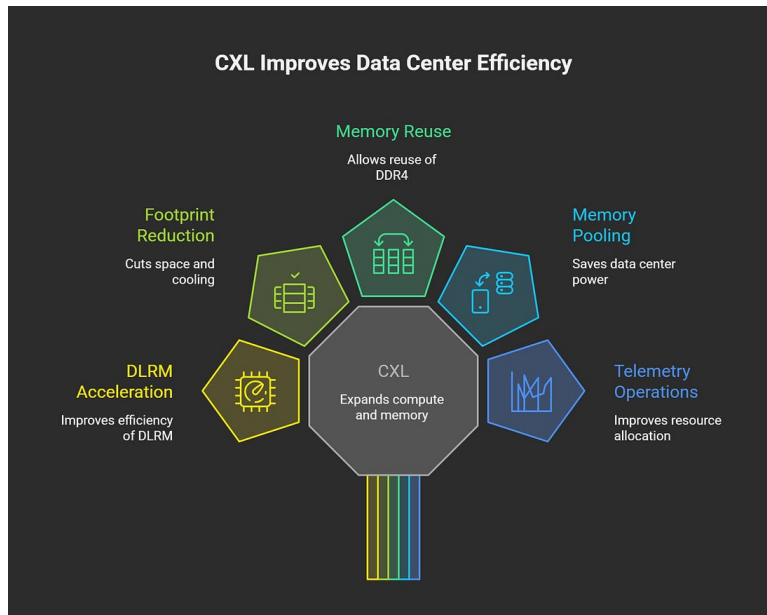 CXL Improves Data Center Efficiency
Memory Reuse
Allows reuse of
DDR4
Footprint
Reduction
Cuts space and
cooling
Memory
Pooling
Saves data center
power
DLRM
Acceleration
Improves efficiency
of DLRM
CXL
Expands compute
and memory
Telemetry
Operations
Improves resource
allocation